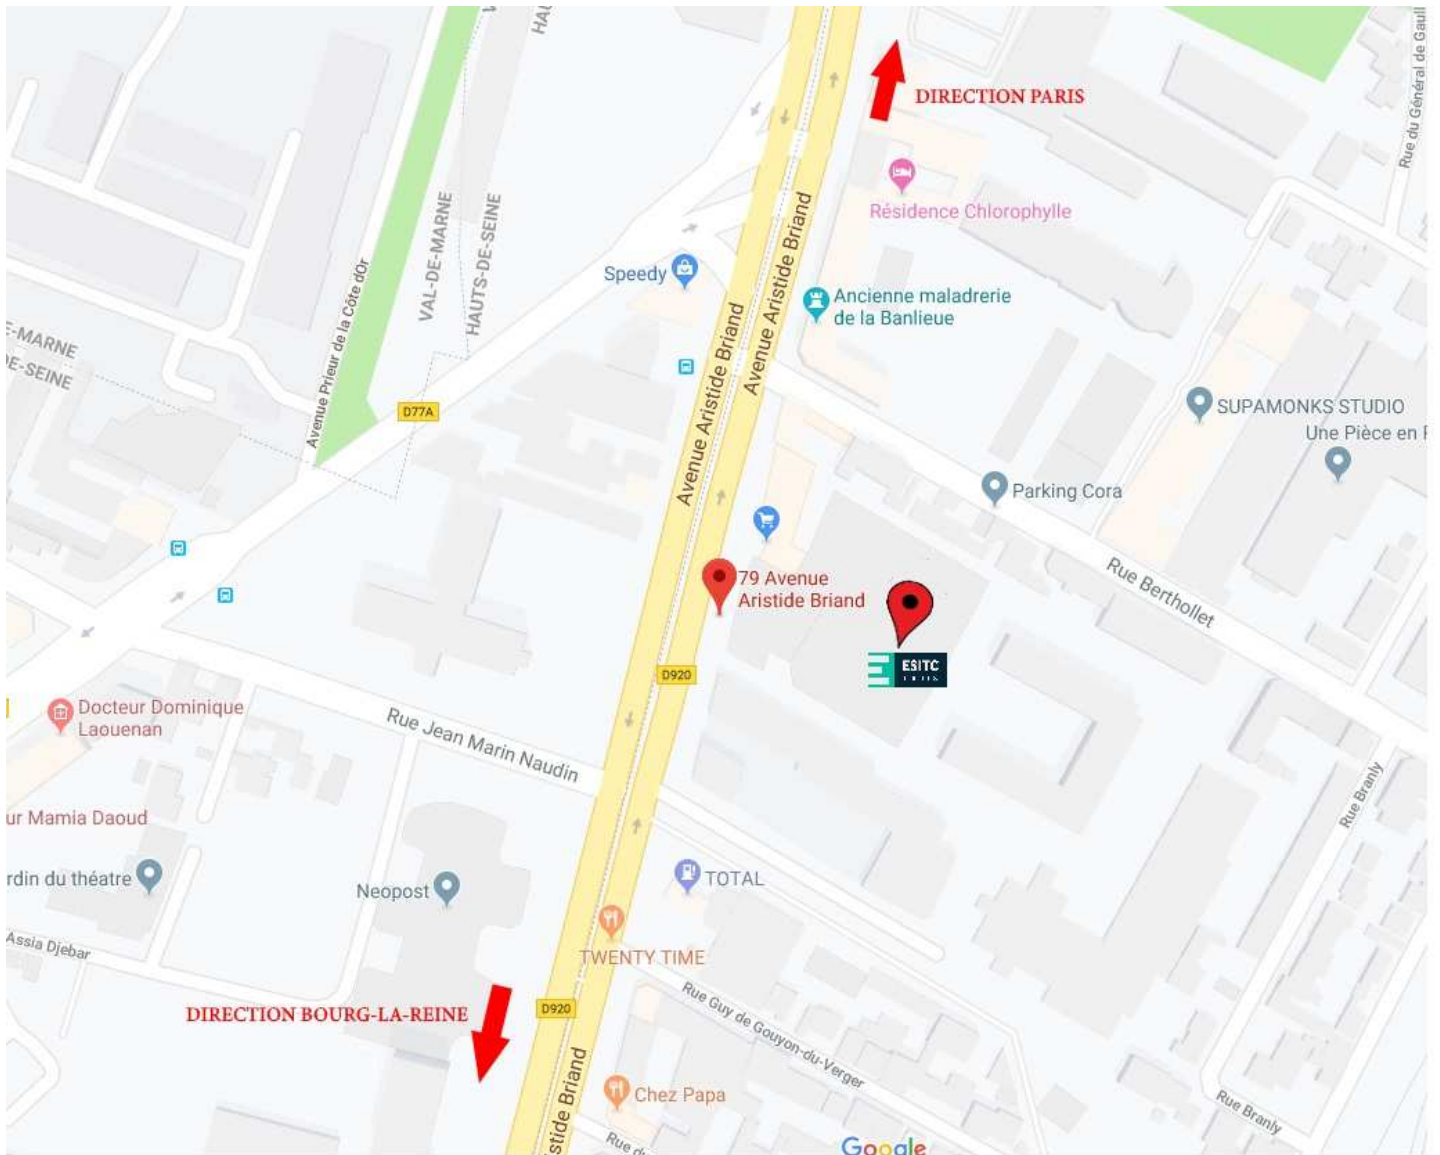 HAU
DIRECTION PARIS
Rue du Général de Gaull
Résidence Chlorophylle
VAL-DE-MARNE
HAUTS-DE-SEINE
Avenue Prieur de la Côte d'Or
Speedy
Avenue Aristide Briand
Avenue Aristide Briand
Ancienne maladrerie
de la Banlieue
E-MARNE
DE-SEINE
D77A
SUPAMONKS STUDIO
Une Pièce en
Parking Cora
Rue Berthollet
79 Avenue
Aristide Briand
ESITC
D920
Docteur Dominique
Laouenan
Rue Jean Marin Naudin
Rue Branly
ur Mamia Daoud
rdin du théatre
Neopost
TOTAL
Assia Djebar
TWENTY TIME
DIRECTION BOURG-LA-REINE
D920
Rue Guy de Gouyon-du-Verger
stide Briand
Chez Papa
Rue Branly
Rue d
Google